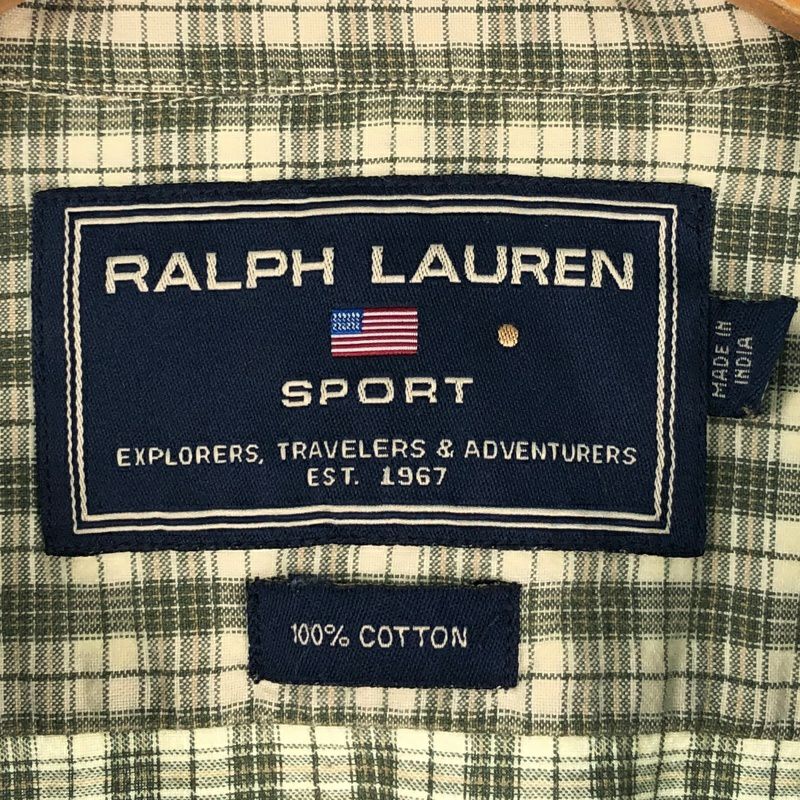 RALPH LAUREN
SPORT
EXPLORERS, TRAVELERS & ADVENTURERS
EST. 1967
MADE IN
INDIA
100% COTTON